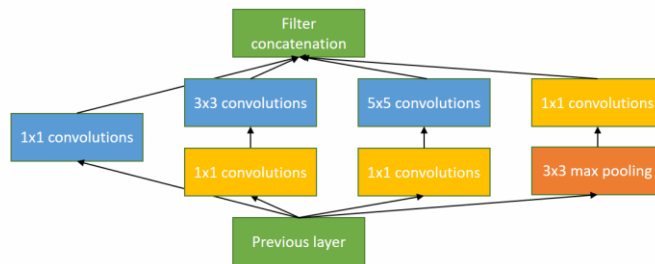 Filter
concatenation
3x3 convolutions
5x5 convolutions
1x1 convolutions
1x1 convolutions
1x1 convolutions
1x1 convolutions
3x3 max pooling
Previous layer